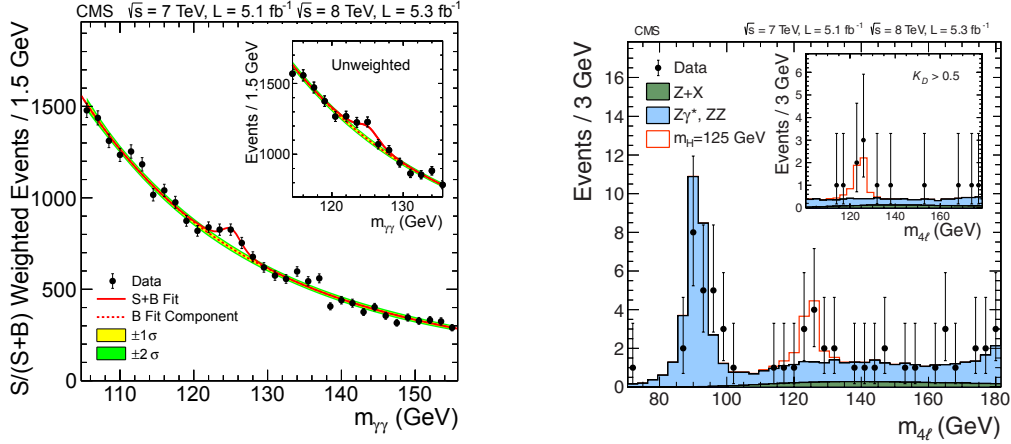 CMS √s = 7 TeV, L = 5.1 fb⁻¹ √s = 8 TeV, L = 5.3 fb⁻¹
S/(S+B) Weighted Events / 1.5 GeV
1500
1000
500
0
110 120 130 140 150
mγγ (GeV)
Data
S+B Fit
B Fit Component
±1 σ
±2 σ
Unweighted
Events / 1.5 GeV
1500
1000
120 130
mγγ (GeV)
CMS √s = 7 TeV, L = 5.1 fb⁻¹ √s = 8 TeV, L = 5.3 fb⁻¹
Events / 3 GeV
16
14
12
10
8
6
4
2
0
80 100 120 140 160 180
m4ℓ (GeV)
Data
Z+X
Zγ*, ZZ
mH=125 GeV
KD > 0.5
Events / 3 GeV
6
5
4
3
2
1
0
120 140 160
m4ℓ (GeV)